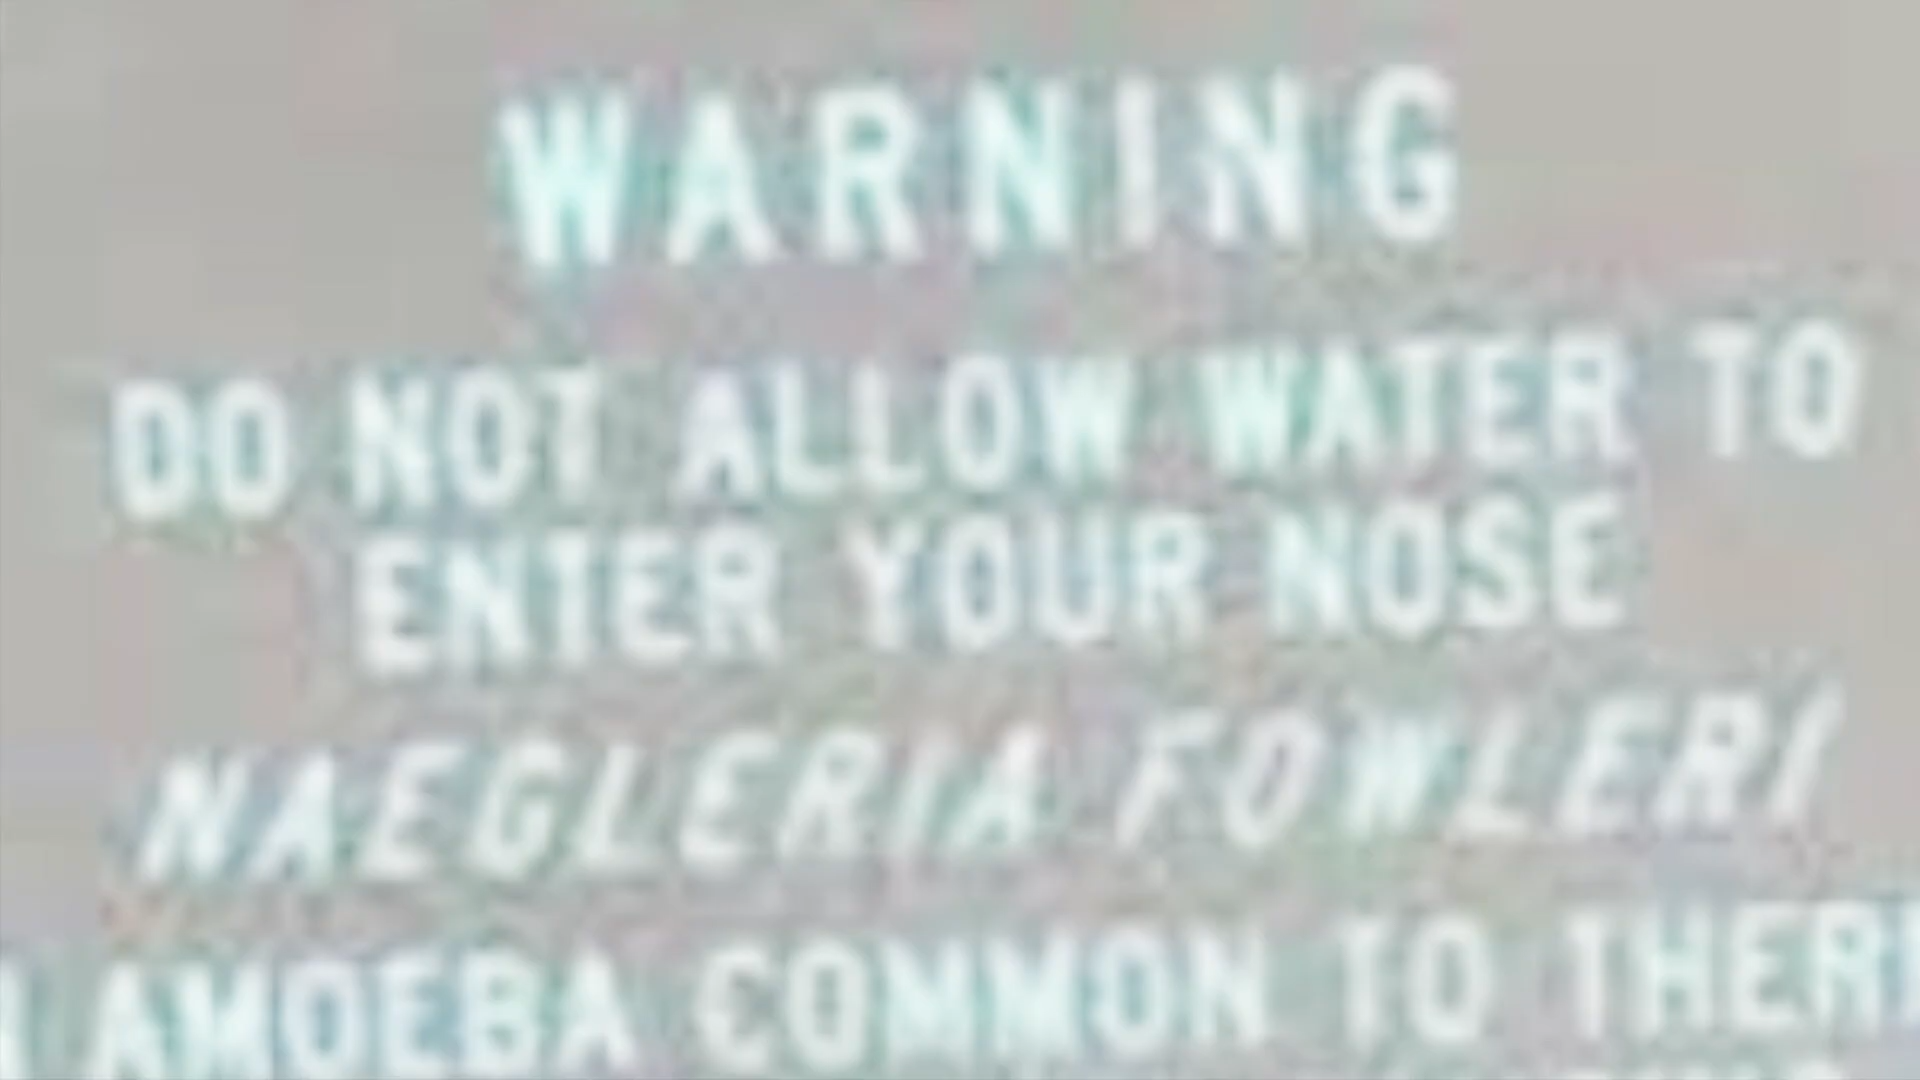 WARNING
DO NOT ALLOW WATER TO
ENTER YOUR NOSE
NAEGLERIA FOWLERI
AMOEBA COMMON TO